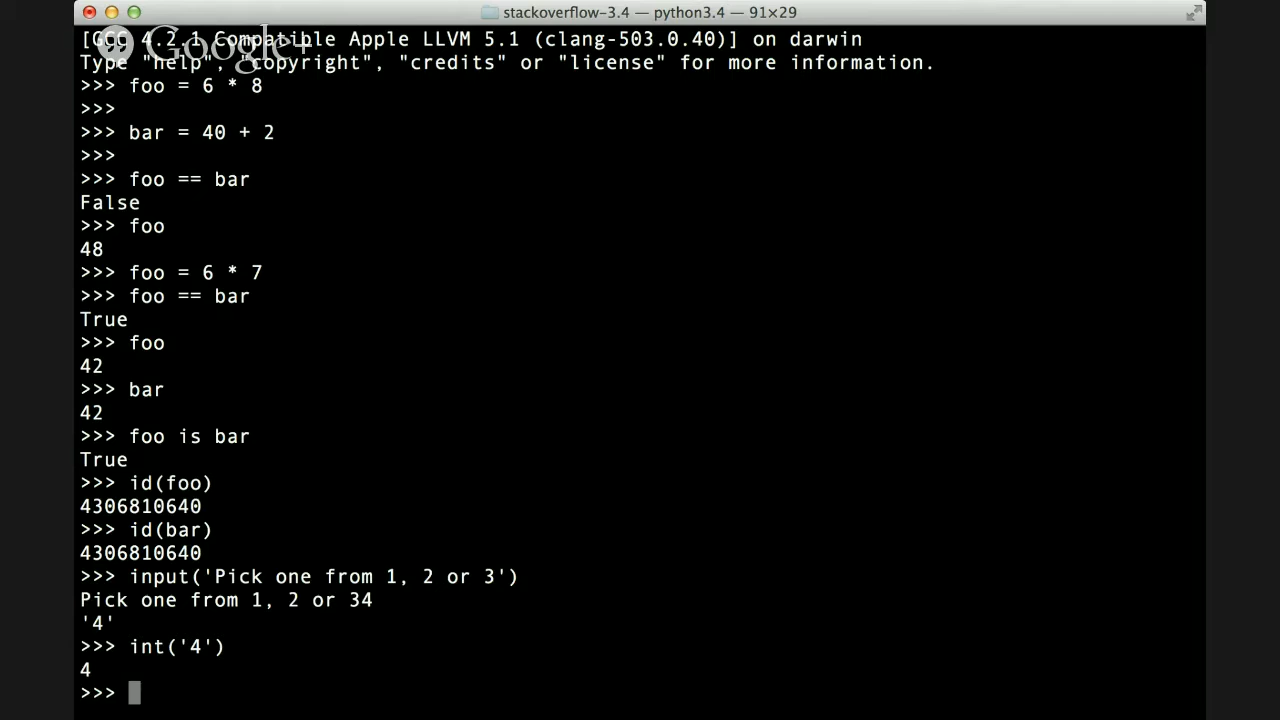 stackoverflow-3.4 — python3.4 — 91×29
[GCC 4.2.1 Compatible Apple LLVM 5.1 (clang-503.0.40)] on darwin
Google+
Type "help", "copyright", "credits" or "license" for more information.
>>> foo = 6 * 8
>>>
>>> bar = 40 + 2
>>>
>>> foo == bar
False
>>> foo
48
>>> foo = 6 * 7
>>> foo == bar
True
>>> foo
42
>>> bar
42
>>> foo is bar
True
>>> id(foo)
4306810640
>>> id(bar)
4306810640
>>> input('Pick one from 1, 2 or 3')
Pick one from 1, 2 or 34
'4'
>>> int('4')
4
>>>